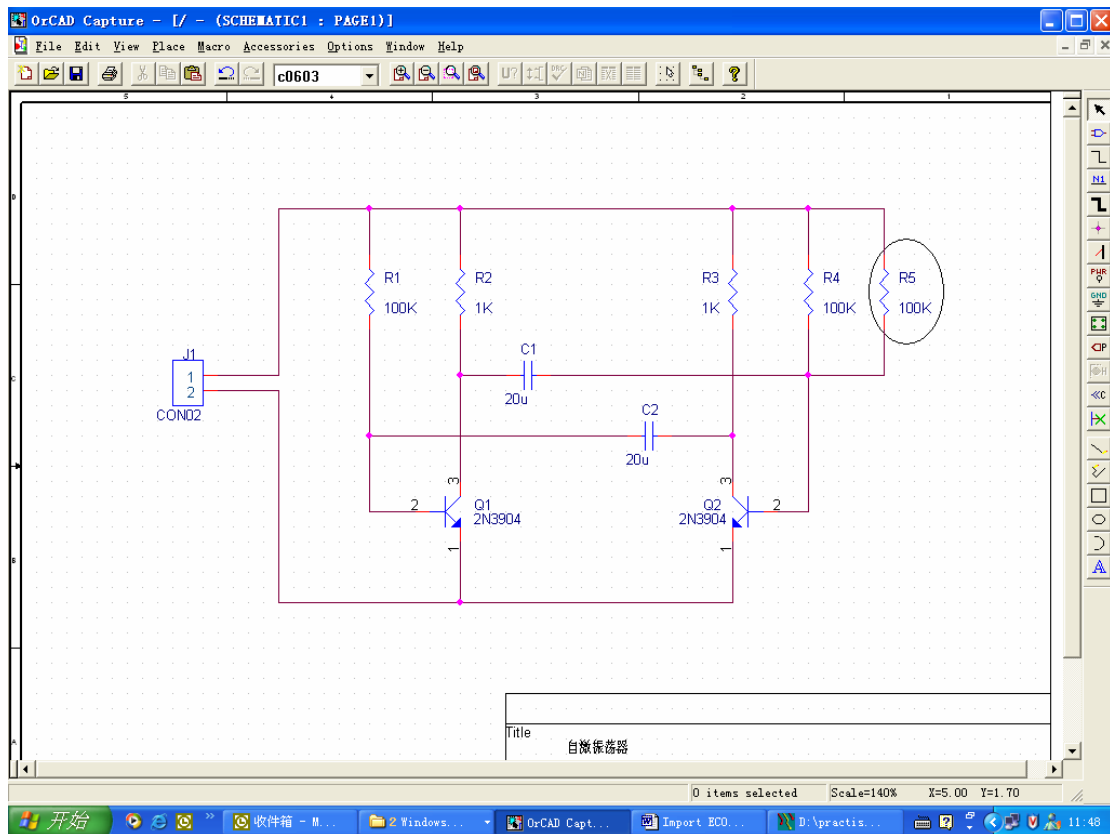 OrCAD Capture - [/ - (SCHEMATIC1 : PAGE1)]
File Edit View Place Macro Accessories Options Window Help
c0603
U? DRC
5 4 3 2 1
D
C
B
A
R1
100K
R2
1K
R3
1K
R4
100K
R5
100K
J1
1
2
CON02
C1
20u
C2
20u
3
2
Q1
2N3904
1
3
Q2
2N3904
2
1
Title
自激振荡器
N1
PWR
GND
0 items selected Scale=140% X=5.00 Y=1.70
开始 收件箱 - M... 2 Windows... OrCAD Capt... Import ECO... D:\practis... 11:48